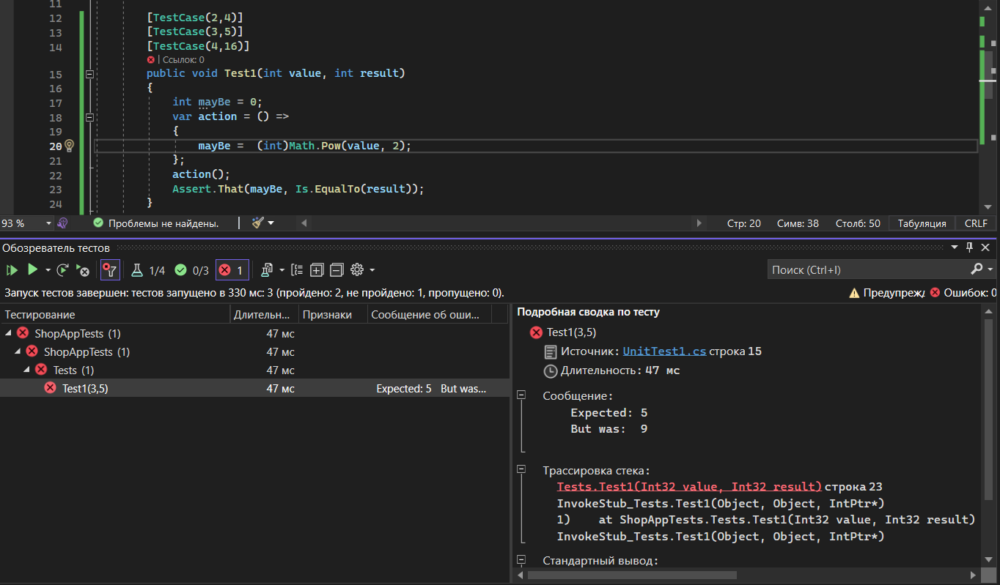 11
12 [TestCase(2,4)]
13 [TestCase(3,5)]
14 [TestCase(4,16)]
| Ссылок: 0
15 public void Test1(int value, int result)
16 {
17 int mayBe = 0;
18 var action = () =>
19 {
20 mayBe = (int)Math.Pow(value, 2);
21 };
22 action();
23 Assert.That(mayBe, Is.EqualTo(result));
24 }
93 % Проблемы не найдены. Стр: 20 Симв: 38 Столб: 50 Табуляция CRLF
Обозреватель тестов
1/4 0/3 1 Поиск (Ctrl+I)
Запуск тестов завершен: тестов запущено в 330 мс: 3 (пройдено: 2, не пройдено: 1, пропущено: 0). Предупрежд Ошибок: 0
Тестирование Длительн... Признаки Сообщение об оши...
ShopAppTests (1) 47 мс
ShopAppTests (1) 47 мс
Tests (1) 47 мс
Test1(3,5) 47 мс Expected: 5 But was...
Подробная сводка по тесту
Test1(3,5)
Источник: UnitTest1.cs строка 15
Длительность: 47 мс
Сообщение:
Expected: 5
But was: 9
Трассировка стека:
Tests.Test1(Int32 value, Int32 result) строка 23
InvokeStub_Tests.Test1(Object, Object, IntPtr*)
1) at ShopAppTests.Tests.Test1(Int32 value, Int32 result)
InvokeStub_Tests.Test1(Object, Object, IntPtr*)
Стандартный вывод: